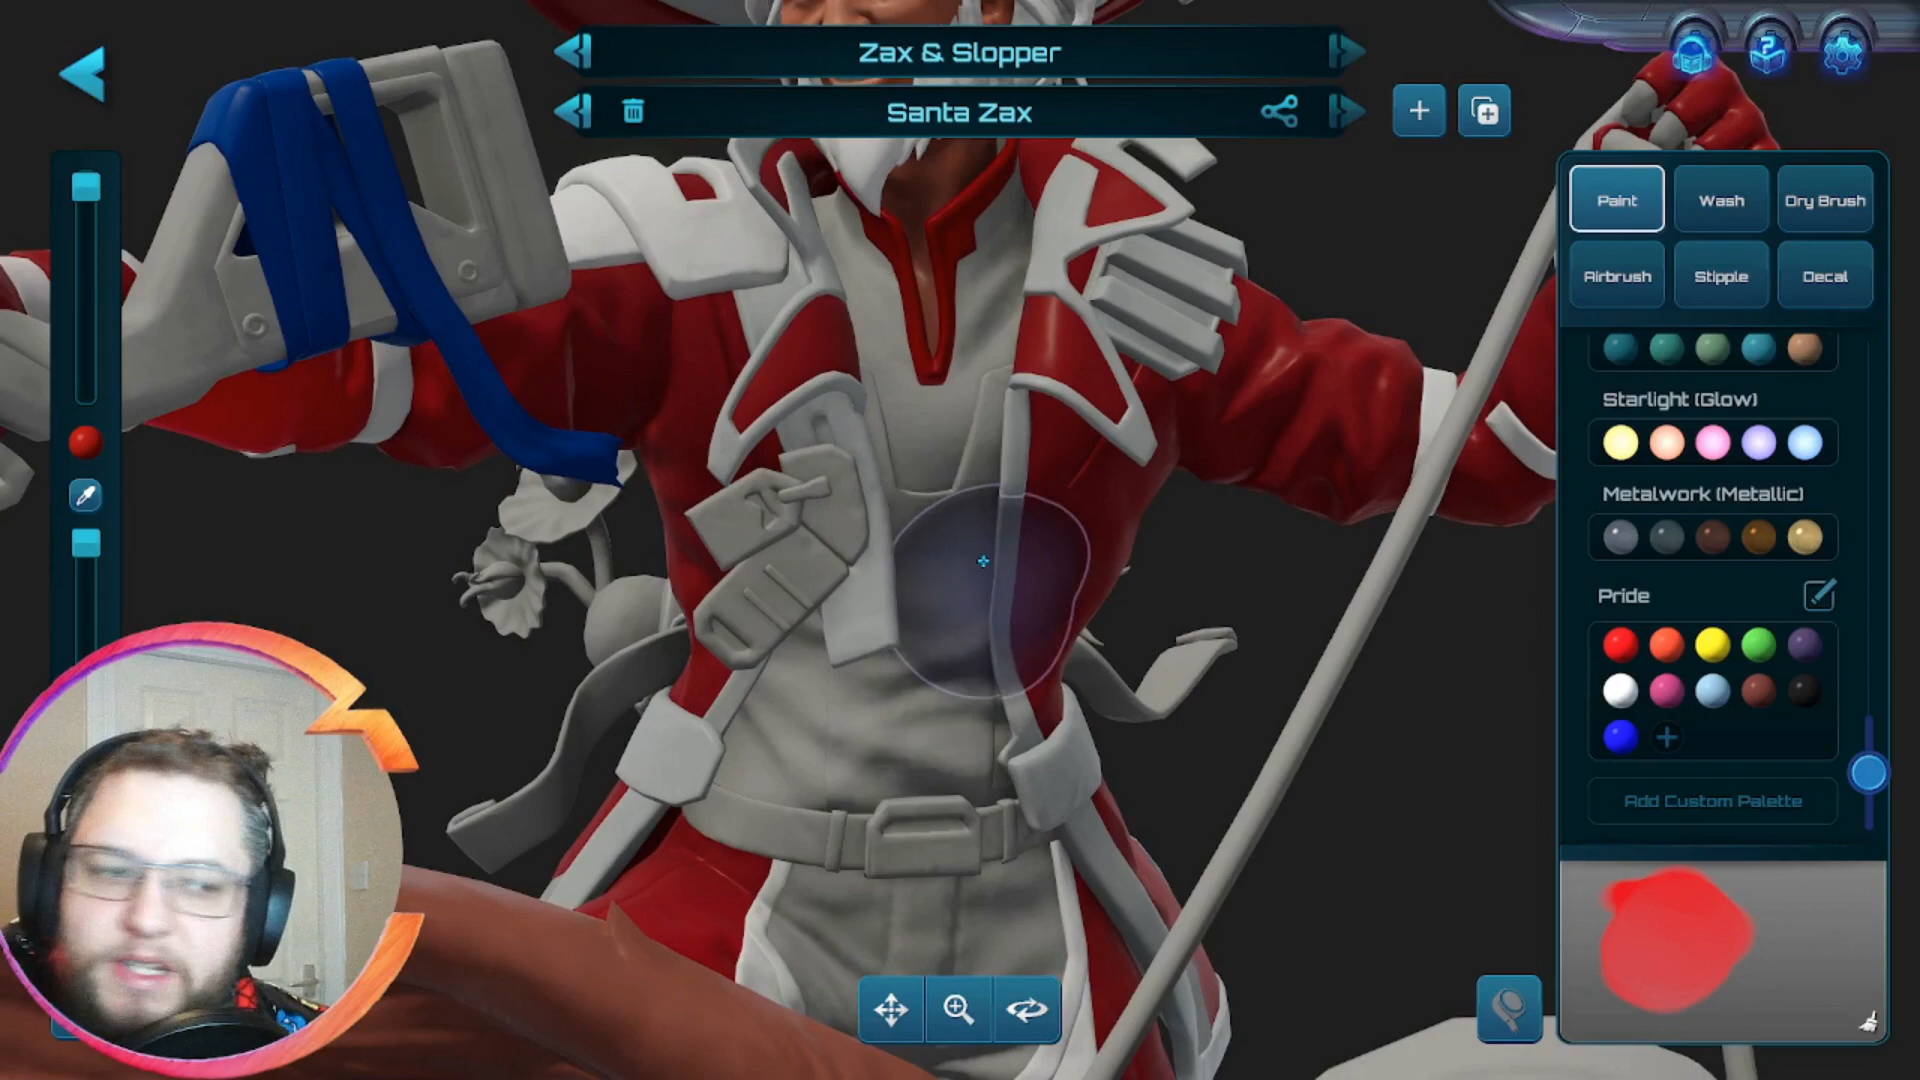 Zax & Slopper
Santa Zax
Paint
Wash
Dry Brush
Airbrush
Stipple
Decal
Starlight (Glow)
Metalwork (Metallic)
Pride
Add Custom Palette